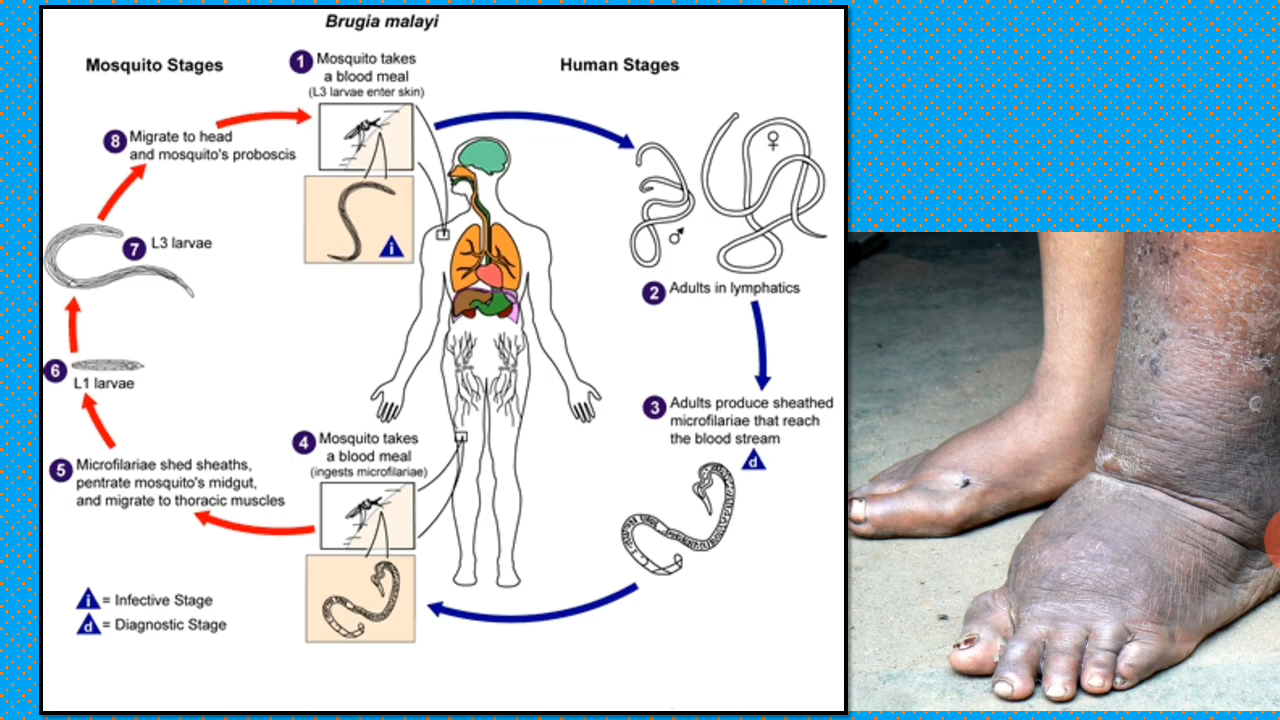 Brugia malayi
Mosquito Stages
Human Stages
1 Mosquito takes
a blood meal
(L3 larvae enter skin)
i
♂
♀
2 Adults in lymphatics
3 Adults produce sheathed
microfilariae that reach
the blood stream
d
4 Mosquito takes
a blood meal
(ingests microfilariae)
5 Microfilariae shed sheaths,
pentrate mosquito's midgut,
and migrate to thoracic muscles
6
L1 larvae
7 L3 larvae
8 Migrate to head
and mosquito's proboscis
i = Infective Stage
d = Diagnostic Stage